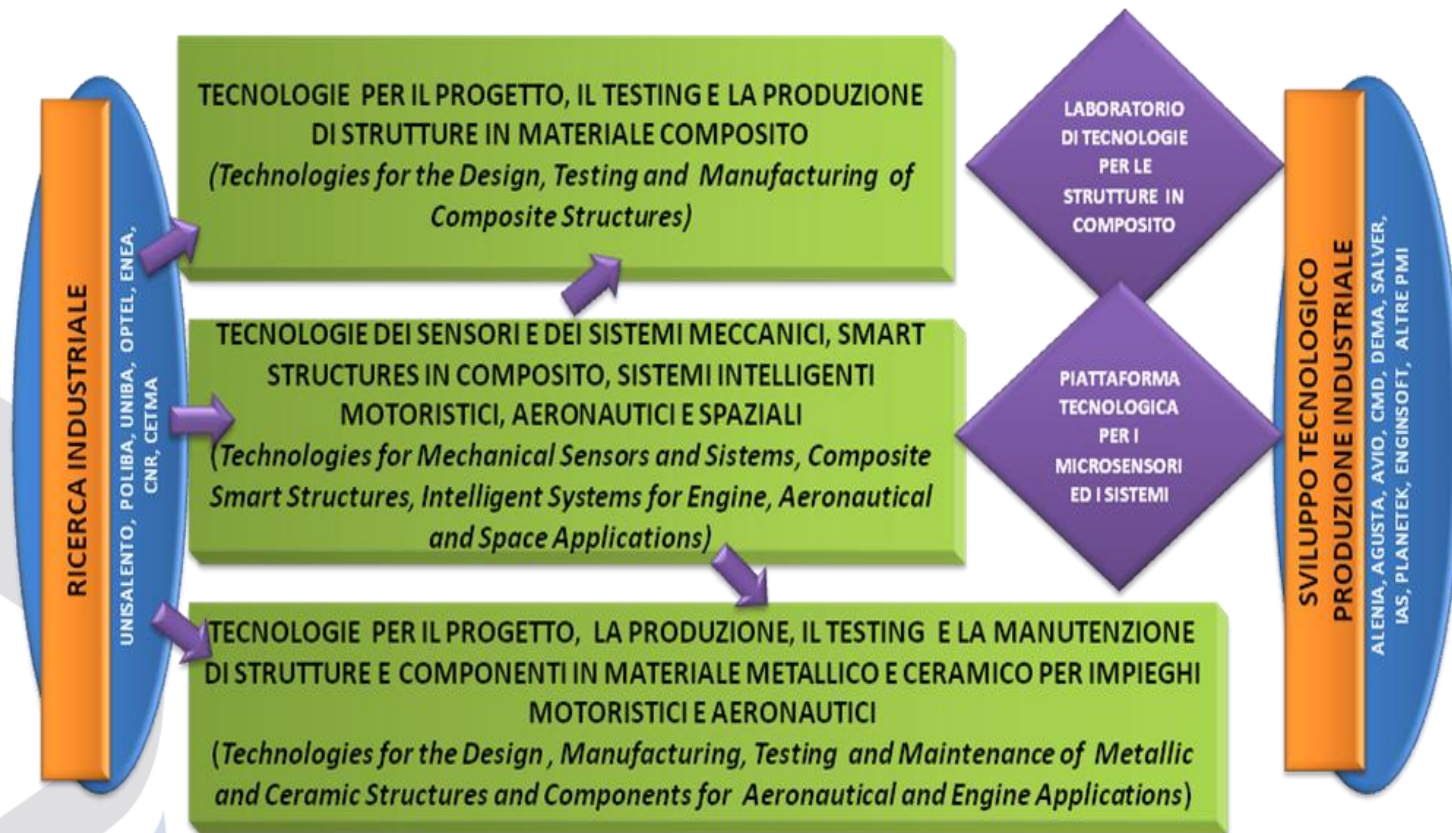 RICERCA INDUSTRIALE
UNISALENTO, POLIBA, UNIBA, OPTEL, ENEA,
CNR, CETMA
TECNOLOGIE PER IL PROGETTO, IL TESTING E LA PRODUZIONE
DI STRUTTURE IN MATERIALE COMPOSITO
(Technologies for the Design, Testing and Manufacturing of
Composite Structures)
TECNOLOGIE DEI SENSORI E DEI SISTEMI MECCANICI, SMART
STRUCTURES IN COMPOSITO, SISTEMI INTELLIGENTI
MOTORISTICI, AERONAUTICI E SPAZIALI
(Technologies for Mechanical Sensors and Sistems, Composite
Smart Structures, Intelligent Systems for Engine, Aeronautical
and Space Applications)
TECNOLOGIE PER IL PROGETTO, LA PRODUZIONE, IL TESTING E LA MANUTENZIONE
DI STRUTTURE E COMPONENTI IN MATERIALE METALLICO E CERAMICO PER IMPIEGHI
MOTORISTICI E AERONAUTICI
(Technologies for the Design, Manufacturing, Testing and Maintenance of Metallic
and Ceramic Structures and Components for Aeronautical and Engine Applications)
LABORATORIO
DI TECNOLOGIE
PER LE
STRUTTURE IN
COMPOSITO
PIATTAFORMA
TECNOLOGICA
PER I
MICROSENSORI
ED I SISTEMI
SVILUPPO TECNOLOGICO
PRODUZIONE INDUSTRIALE
ALENIA, AGUSTA, AVIO, CMD, DEMA, SALVER,
IAS, PLANETEK, ENGINSOFT, ALTRE PMI